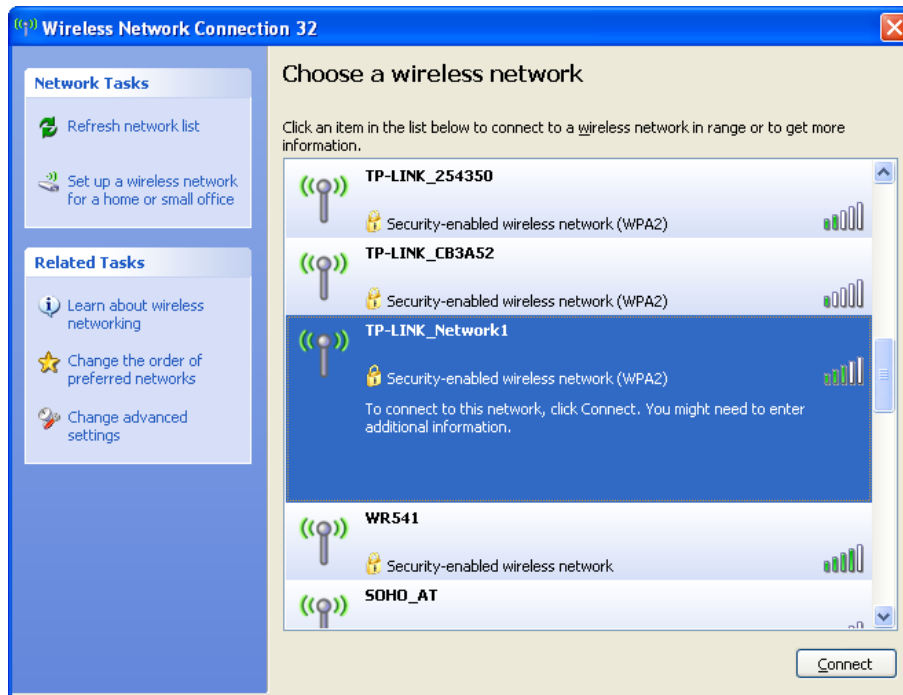 Wireless Network Connection 32
Network Tasks
Refresh network list
Set up a wireless network
for a home or small office
Related Tasks
Learn about wireless
networking
Change the order of
preferred networks
Change advanced
settings
Choose a wireless network
Click an item in the list below to connect to a wireless network in range or to get more
information.
TP-LINK_254350
Security-enabled wireless network (WPA2)
TP-LINK_CB3A52
Security-enabled wireless network (WPA2)
TP-LINK_Network1
Security-enabled wireless network (WPA2)
To connect to this network, click Connect. You might need to enter
additional information.
WR541
Security-enabled wireless network
SOHO_AT
Connect